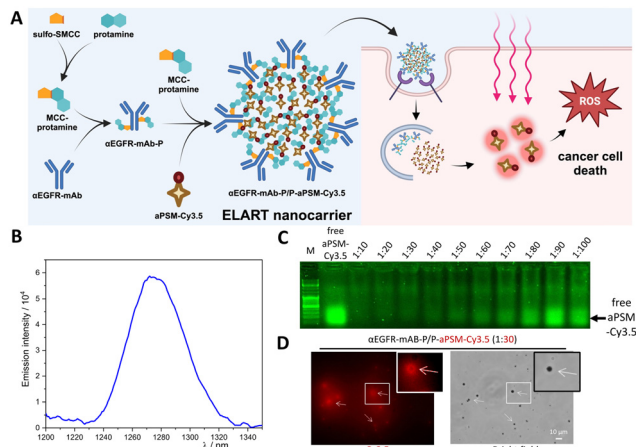 A
sulfo-SMCC
protamine
MCC-
protamine
MCC-
protamine
αEGFR-mAb-P
αEGFR-mAb
aPSM-Cy3.5
αEGFR-mAb-P/P-aPSM-Cy3.5
ELART nanocarrier
ROS
cancer cell
death
B
Emission intensity / 10⁴
6
5
4
3
2
1
0
1200
1220
1240
1260
1280
1300
1320
1340
λ / nm
C
M
free
aPSM-
Cy3.5
1:10
1:20
1:30
1:40
1:50
1:60
1:70
1:80
1:90
1:100
free
aPSM
-Cy3.5
D
αEGFR-mAB-P/P-aPSM-Cy3.5 (1:30)
10 µm